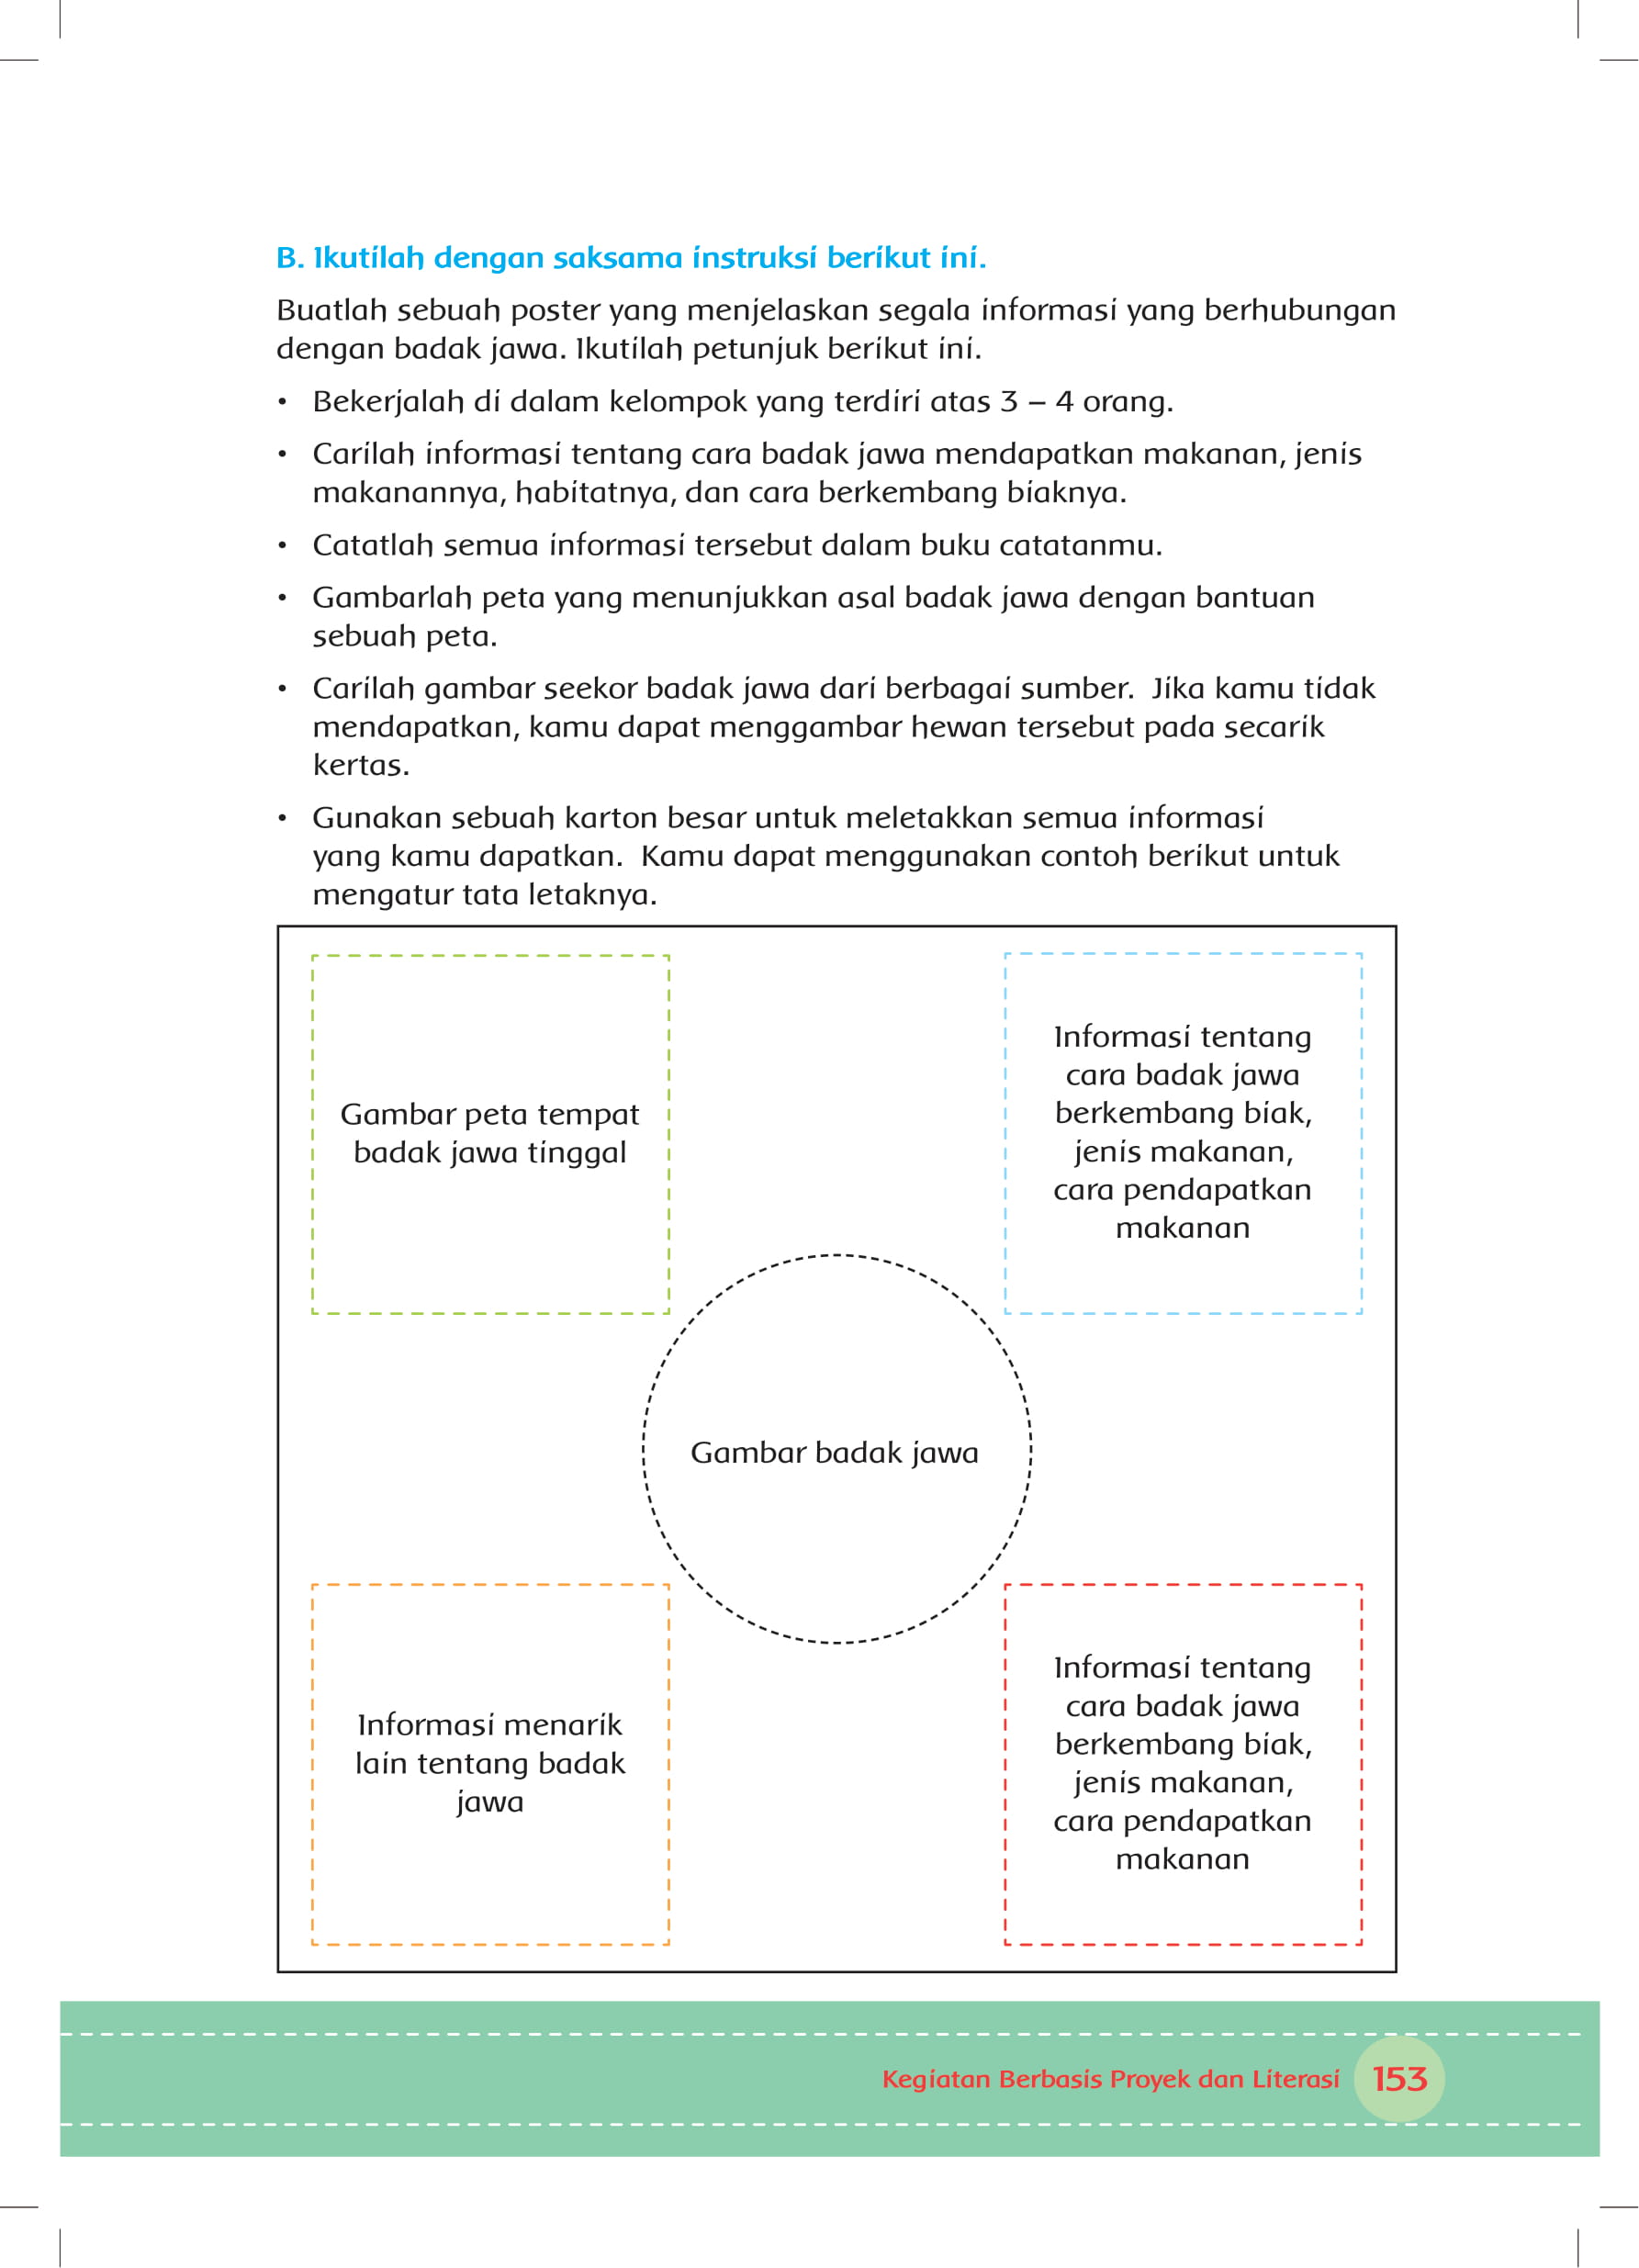 B. Ikutilah dengan saksama instruksi berikut ini.
Buatlah sebuah poster yang menjelaskan segala informasi yang berhubungan
dengan badak jawa. Ikutilah petunjuk berikut ini.
• Bekerjalah di dalam kelompok yang terdiri atas 3 – 4 orang.
• Carilah informasi tentang cara badak jawa mendapatkan makanan, jenis
makanannya, habitatnya, dan cara berkembang biaknya.
• Catatlah semua informasi tersebut dalam buku catatanmu.
• Gambarlah peta yang menunjukkan asal badak jawa dengan bantuan
sebuah peta.
• Carilah gambar seekor badak jawa dari berbagai sumber. Jika kamu tidak
mendapatkan, kamu dapat menggambar hewan tersebut pada secarik
kertas.
• Gunakan sebuah karton besar untuk meletakkan semua informasi
yang kamu dapatkan. Kamu dapat menggunakan contoh berikut untuk
mengatur tata letaknya.
Gambar peta tempat
badak jawa tinggal
Informasi tentang
cara badak jawa
berkembang biak,
jenis makanan,
cara pendapatkan
makanan
Gambar badak jawa
Informasi menarik
lain tentang badak
jawa
Informasi tentang
cara badak jawa
berkembang biak,
jenis makanan,
cara pendapatkan
makanan
Kegiatan Berbasis Proyek dan Literasi 153